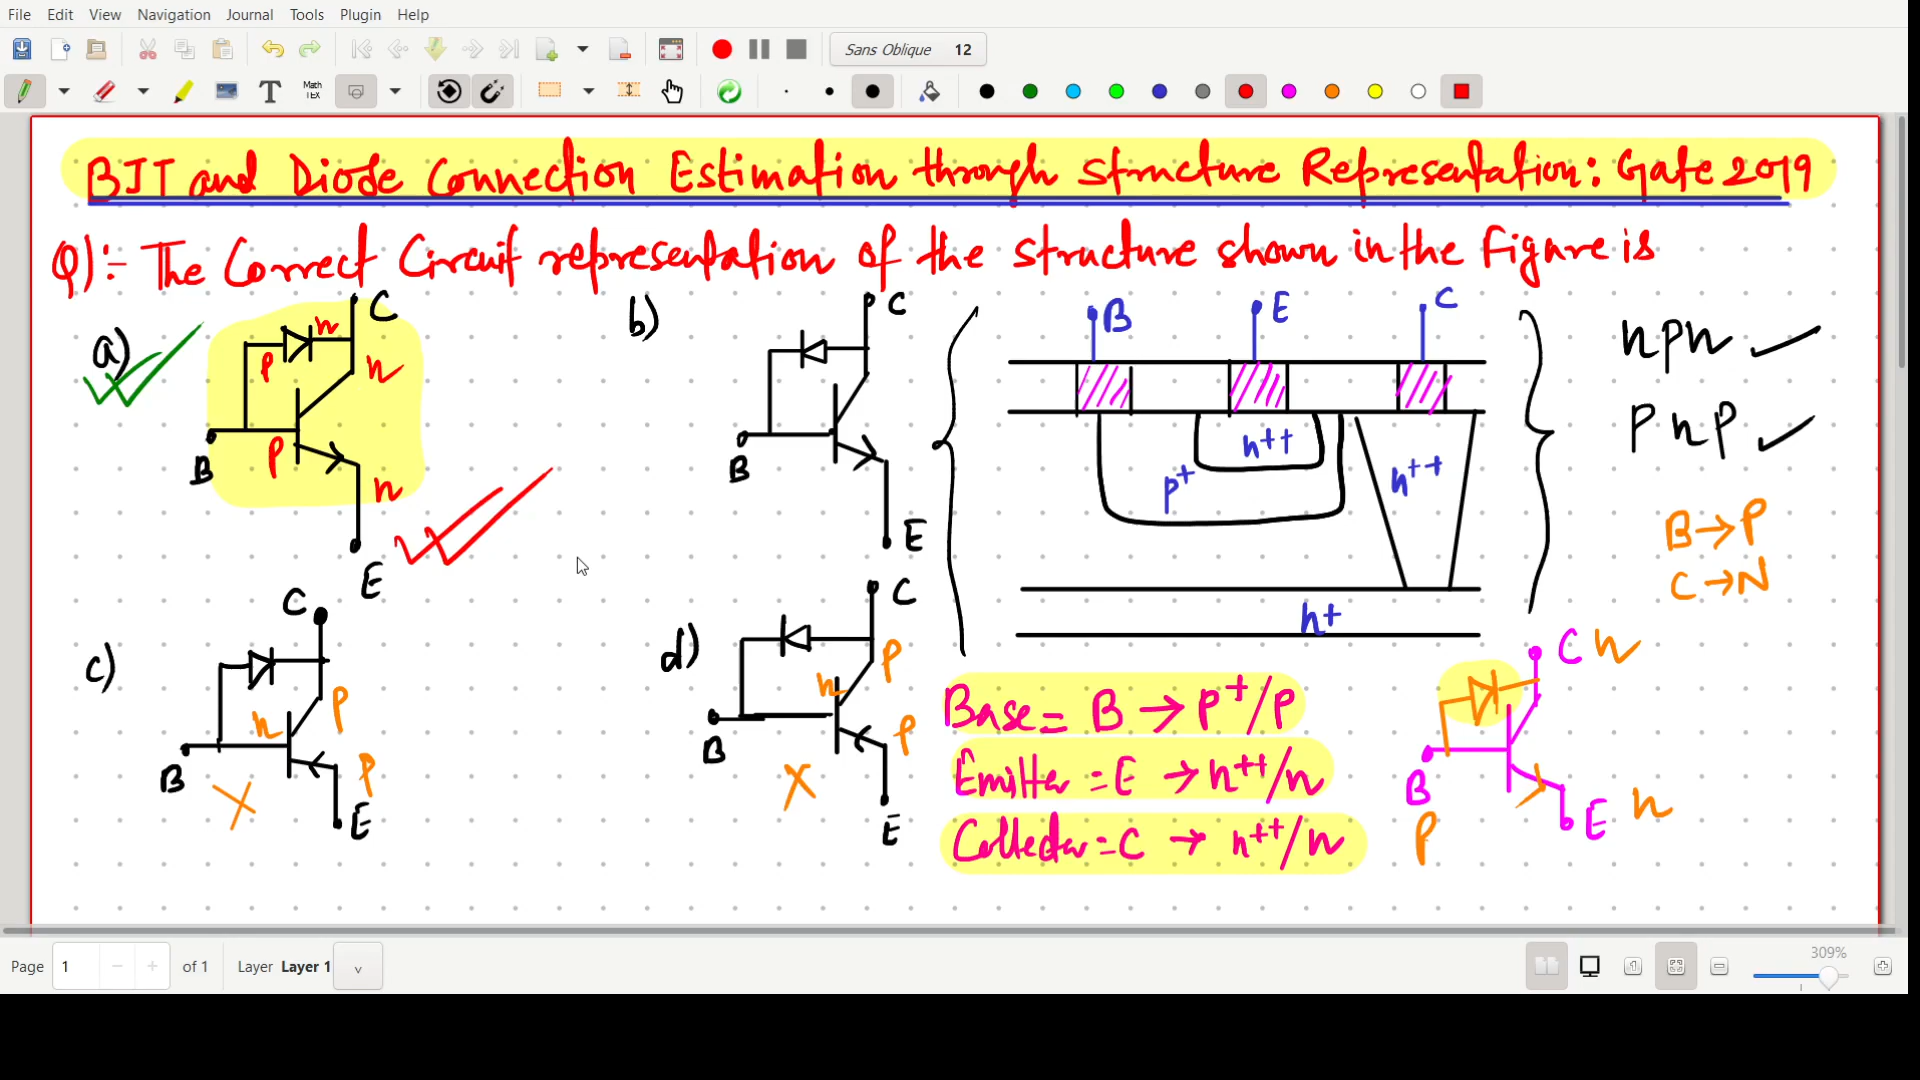 File Edit View Navigation Journal Tools Plugin Help
Sans Oblique 12
T Math TEX
BJT and Diode Connection Estimation through Structure Representation: Gate 2019
Q):- The Correct Circuit representation of the structure shown in the Figure is
a) C n p n p B n E
b) C B E
B E C
n++ p+ n++
n+
npn
pnp
B → P
C → N
c) C p n B p E X
d) C p n B p E X
Base = B → p+/p
Emitter = E → n++/n
Collector = C → n++/n
C n B p E n
Page 1 of 1 Layer Layer 1
309%